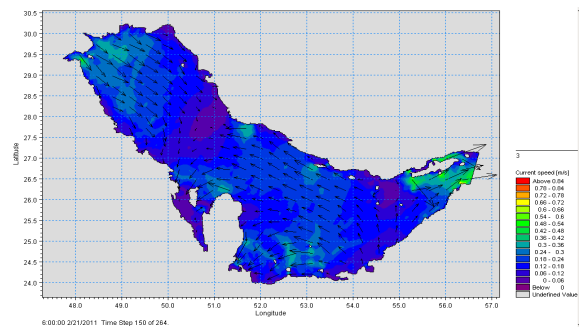 30.5
30.0
29.5
29.0
28.5
28.0
27.5
27.0
26.5
26.0
25.5
25.0
24.5
24.0
Latitude
48.0 49.0 50.0 51.0 52.0 53.0 54.0 55.0 56.0 57.0
Longitude
6:00:00 2/21/2011 Time Step 150 of 264.
3
Current speed [m/s]
Above 0.84
0.78 - 0.84
0.72 - 0.78
0.66 - 0.72
0.6 - 0.66
0.54 - 0.6
0.48 - 0.54
0.42 - 0.48
0.36 - 0.42
0.3 - 0.36
0.24 - 0.3
0.18 - 0.24
0.12 - 0.18
0.06 - 0.12
0 - 0.06
Below 0
Undefined Value